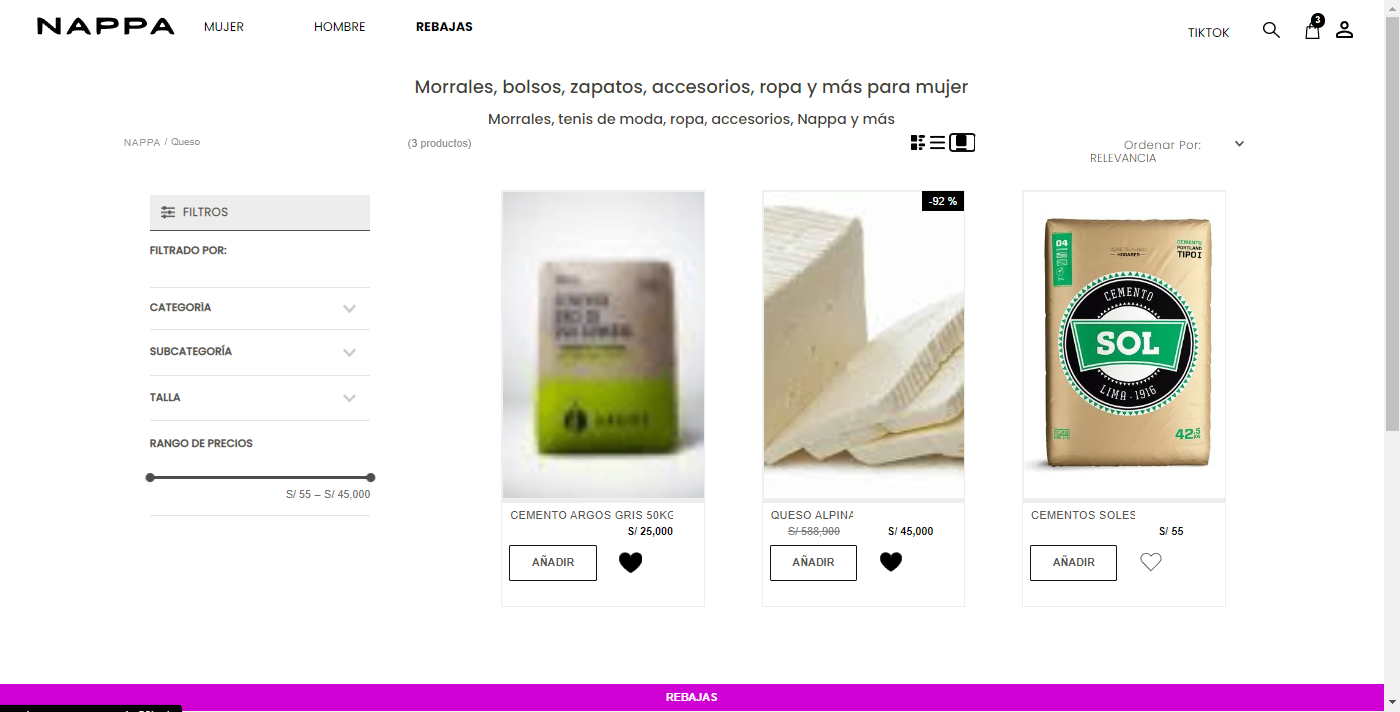 NAPPA
MUJER
HOMBRE
REBAJAS
TIKTOK
3
Morrales, bolsos, zapatos, accesorios, ropa y más para mujer
Morrales, tenis de moda, ropa, accesorios, Nappa y más
NAPPA / Queso
(3 productos)
Ordenar Por:
RELEVANCIA
FILTROS
FILTRADO POR:
CATEGORÌA
SUBCATEGORÍA
TALLA
RANGO DE PRECIOS
S/ 55 – S/ 45,000
CEMENTO ARGOS GRIS 50KG
S/ 25,000
AÑADIR
-92 %
QUESO ALPINA
S/ 588,900
S/ 45,000
AÑADIR
04
CEMENTO
PORTLAND
TIPO I
HOGARES
CEMENTO
SOL
LIMA - 1916
42.5
KG
CEMENTOS SOLES
S/ 55
AÑADIR
REBAJAS